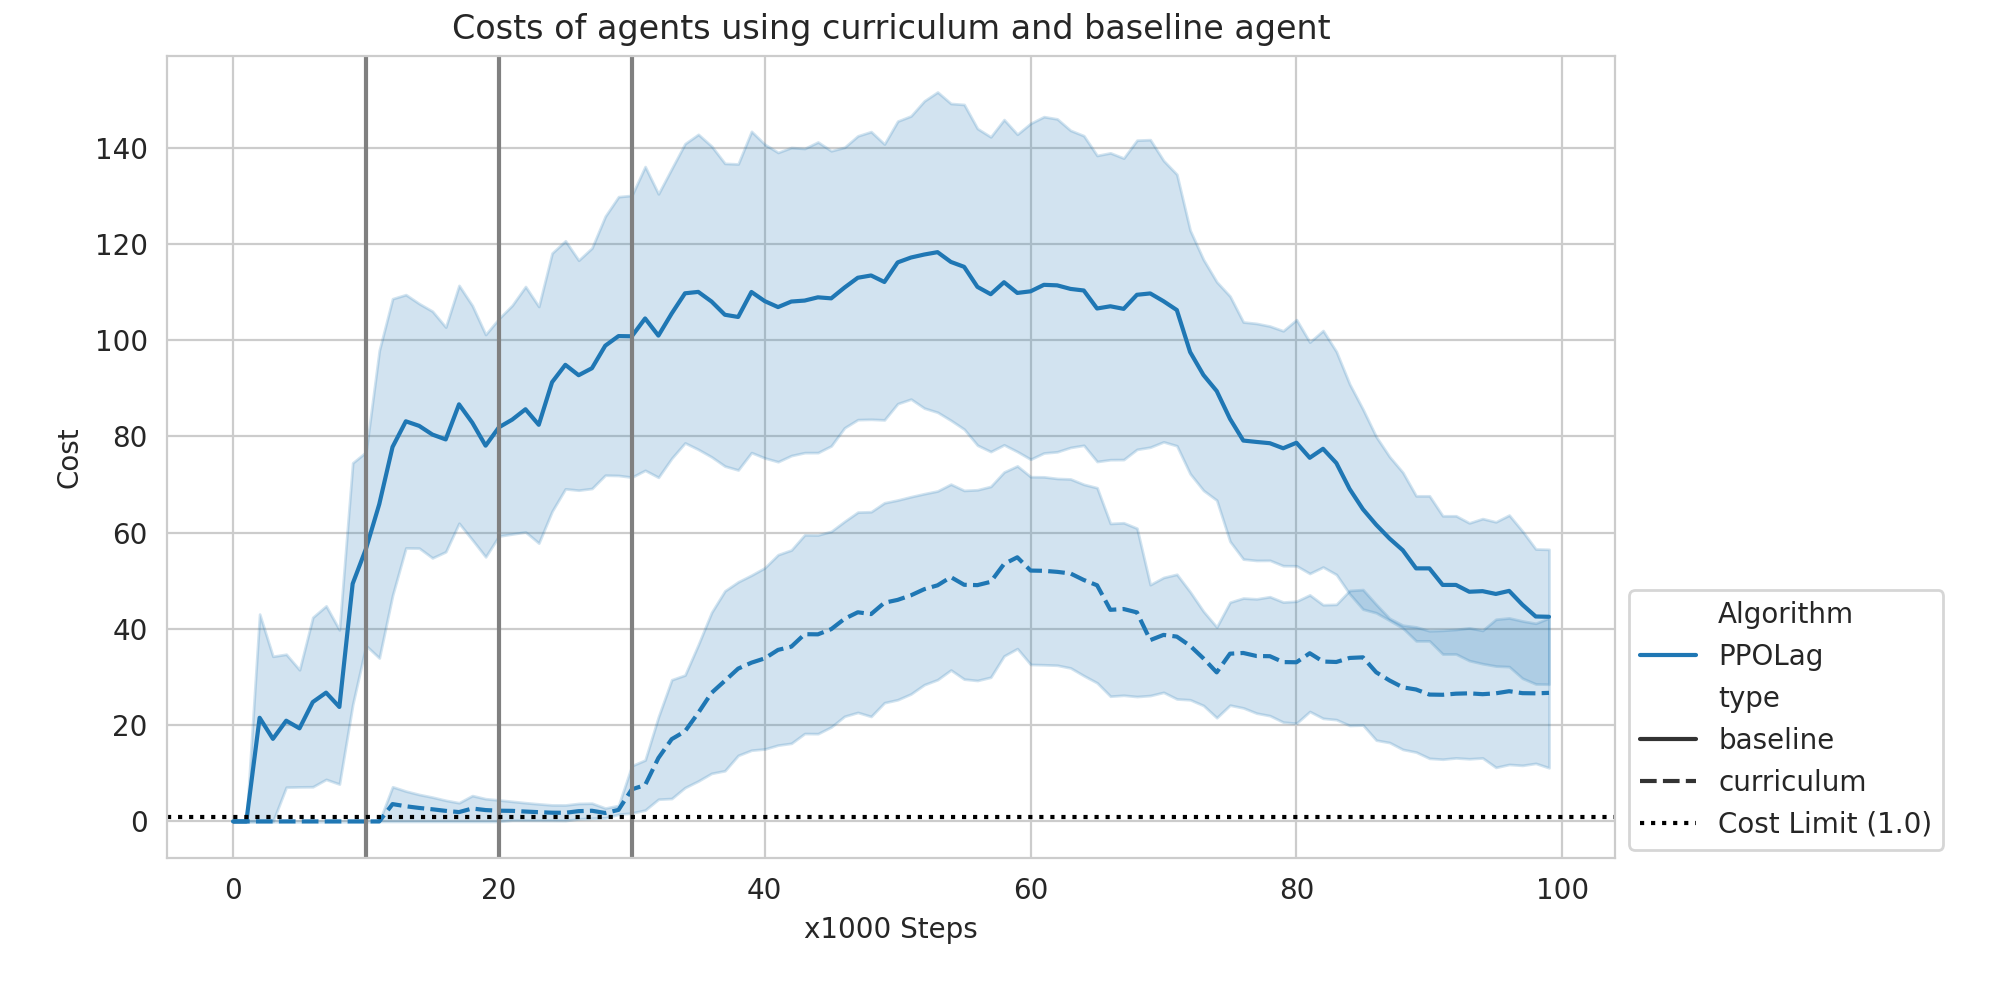 Costs of agents using curriculum and baseline agent
140
120
100
80
60
40
20
0
Cost
0 20 40 60 80 100
x1000 Steps
Algorithm
PPOLag
type
baseline
curriculum
Cost Limit (1.0)